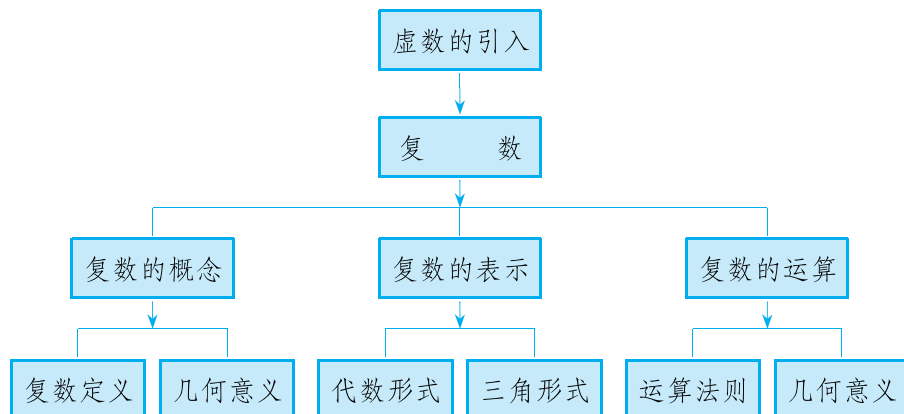 虚数的引入
复 数
复数的概念
复数的表示
复数的运算
复数定义
几何意义
代数形式
三角形式
运算法则
几何意义